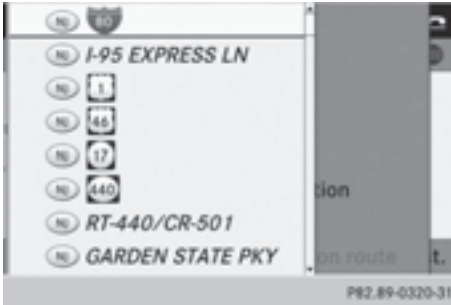 NJ 80
NJ I-95 EXPRESS LN
NJ 1
NJ 46
NJ 17
NJ 440
NJ RT-440/CR-501
NJ GARDEN STATE PKY
tion
on route
t.
P82.89-0320-31